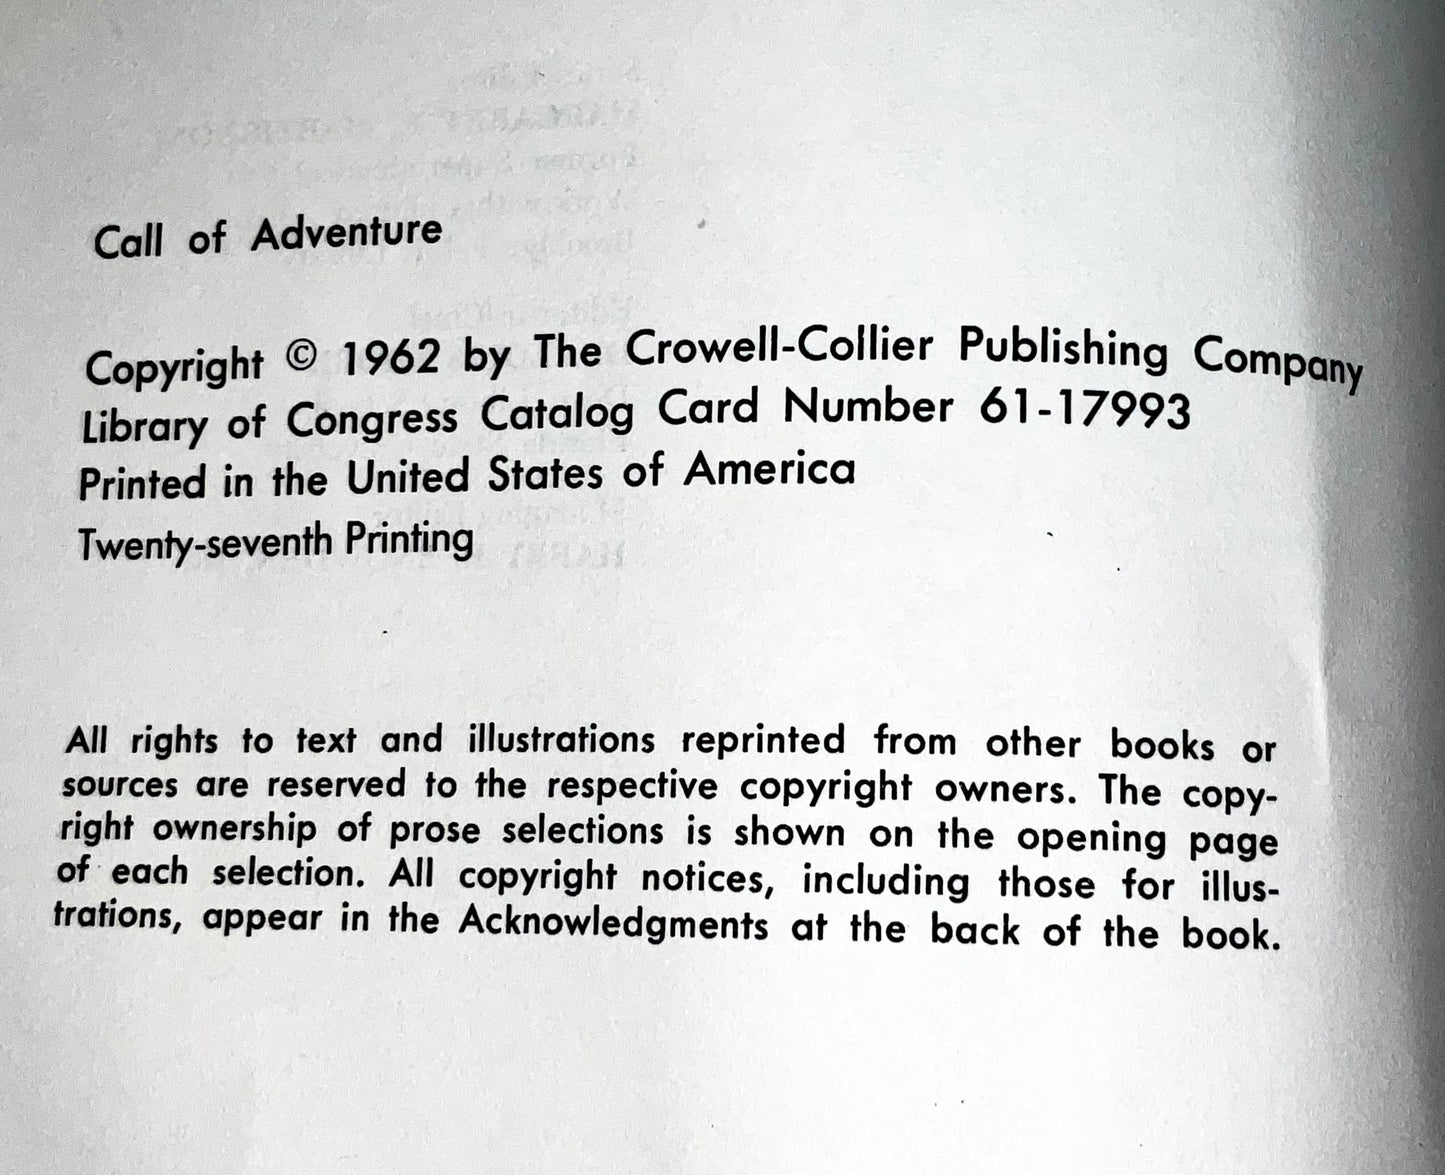 Call of Adventure
Copyright © 1962 by The Crowell-Collier Publishing Company
Library of Congress Catalog Card Number 61-17993
Printed in the United States of America
Twenty-seventh Printing
All rights to text and illustrations reprinted from other books or
sources are reserved to the respective copyright owners. The copy-
right ownership of prose selections is shown on the opening page
of each selection. All copyright notices, including those for illus-
trations, appear in the Acknowledgments at the back of the book.